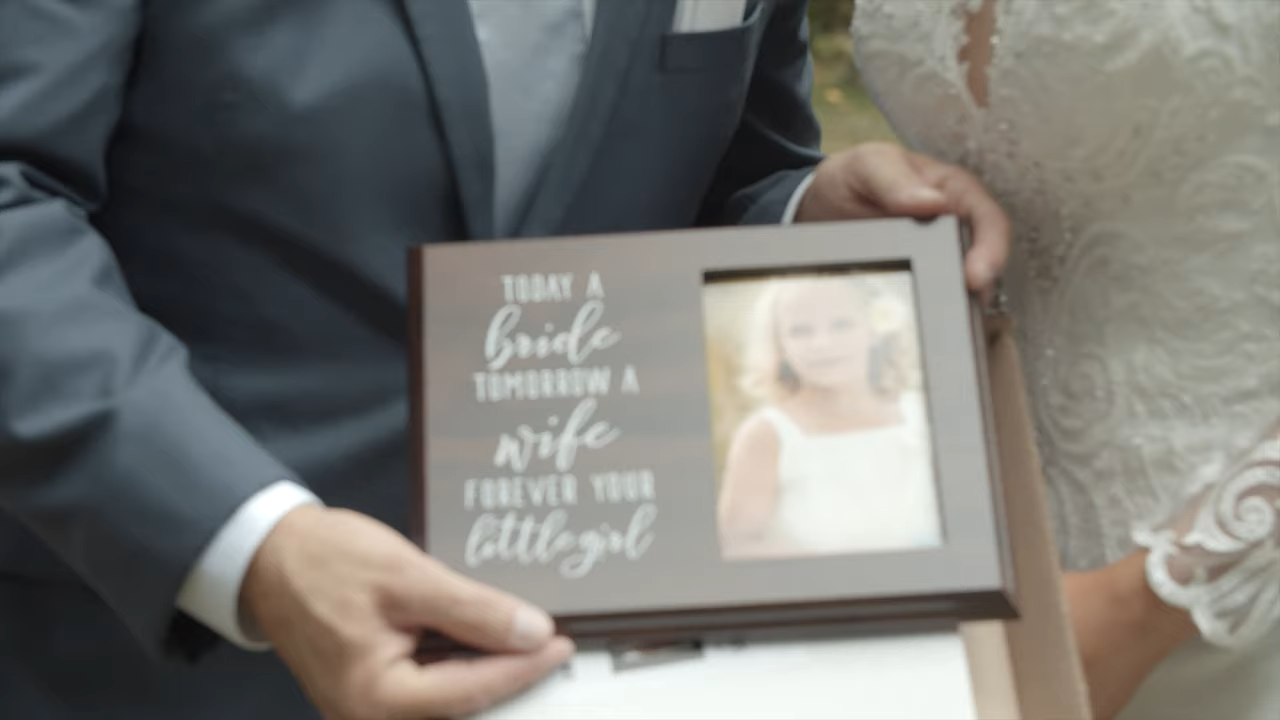 TODAY A
bride
TOMORROW A
wife
FOREVER YOUR
little girl